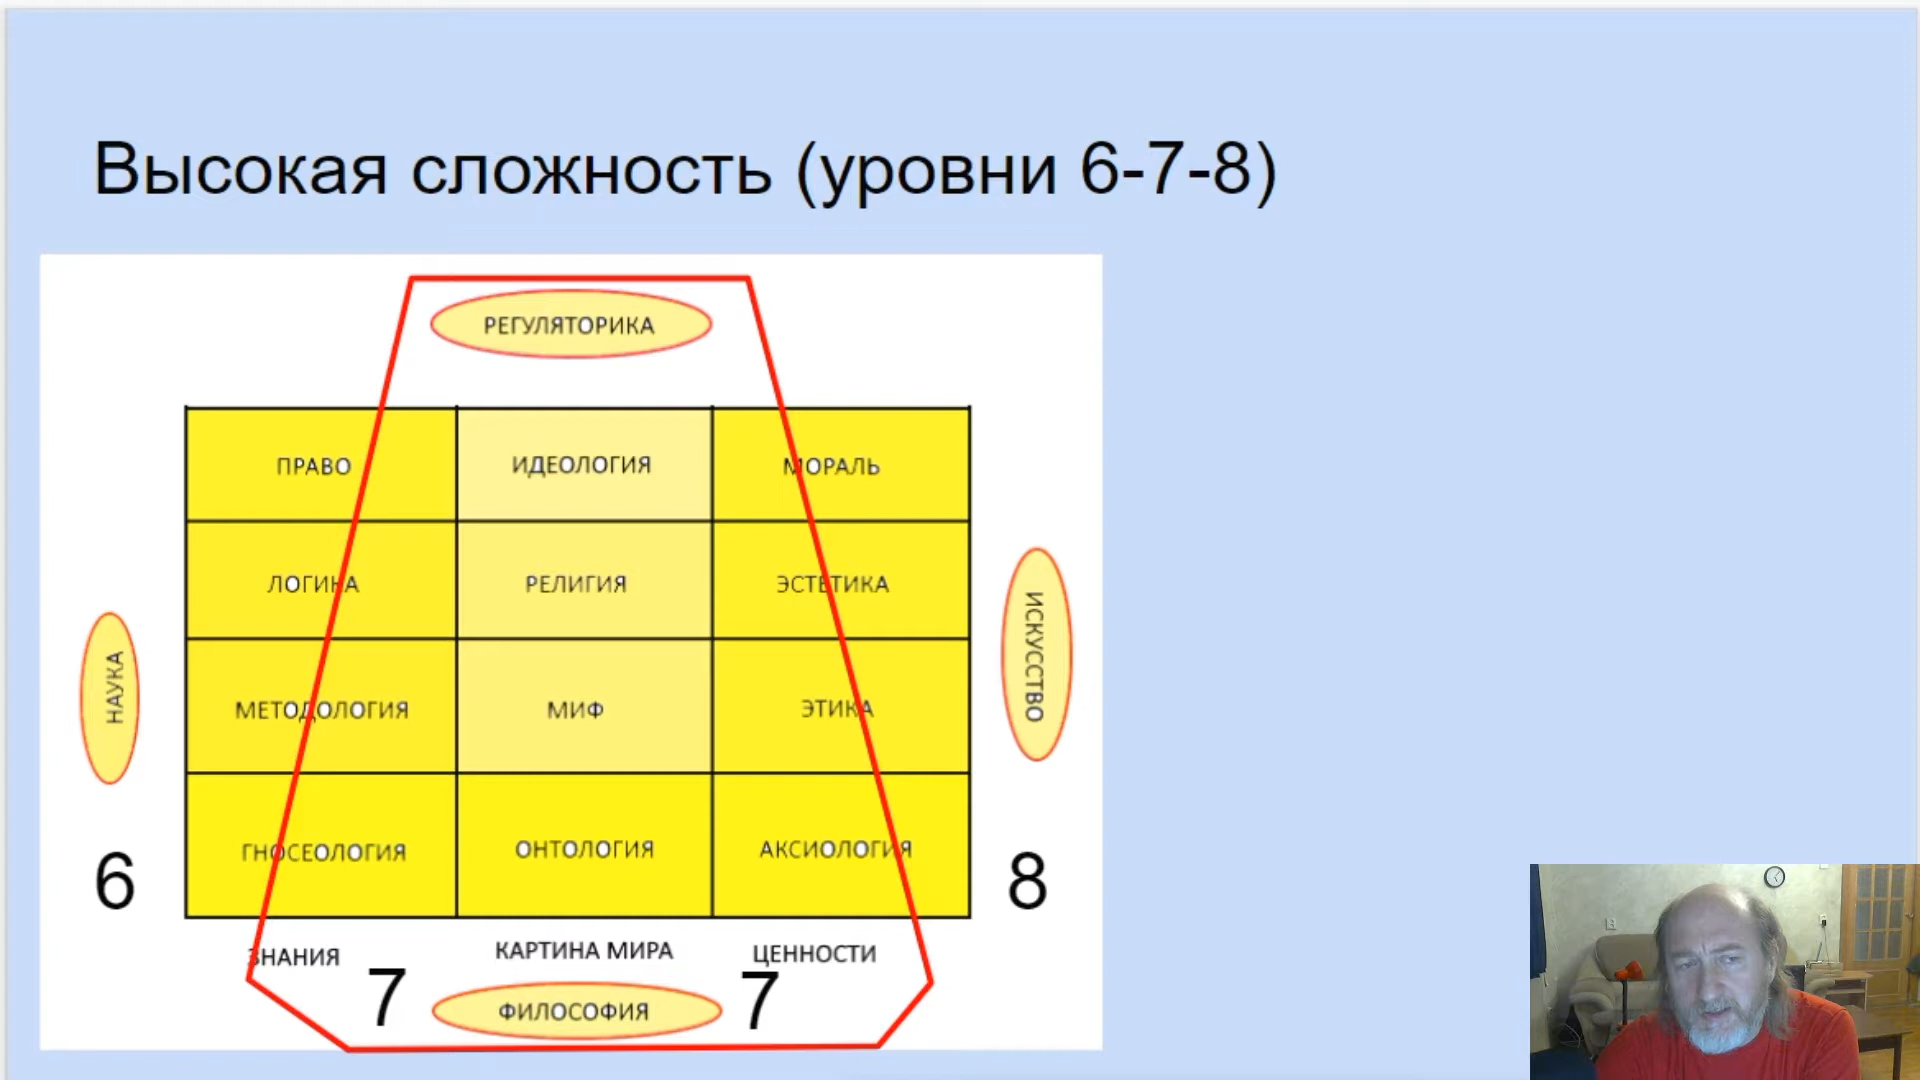 Высокая сложность (уровни 6-7-8)
РЕГУЛЯТОРИКА
ПРАВО ИДЕОЛОГИЯ МОРАЛЬ
ЛОГИКА РЕЛИГИЯ ЭСТЕТИКА
НАУКА
ИСКУССТВО
МЕТОДОЛОГИЯ МИФ ЭТИКА
ГНОСЕОЛОГИЯ ОНТОЛОГИЯ АКСИОЛОГИЯ
6
8
ЗНАНИЯ КАРТИНА МИРА ЦЕННОСТИ
7 ФИЛОСОФИЯ 7